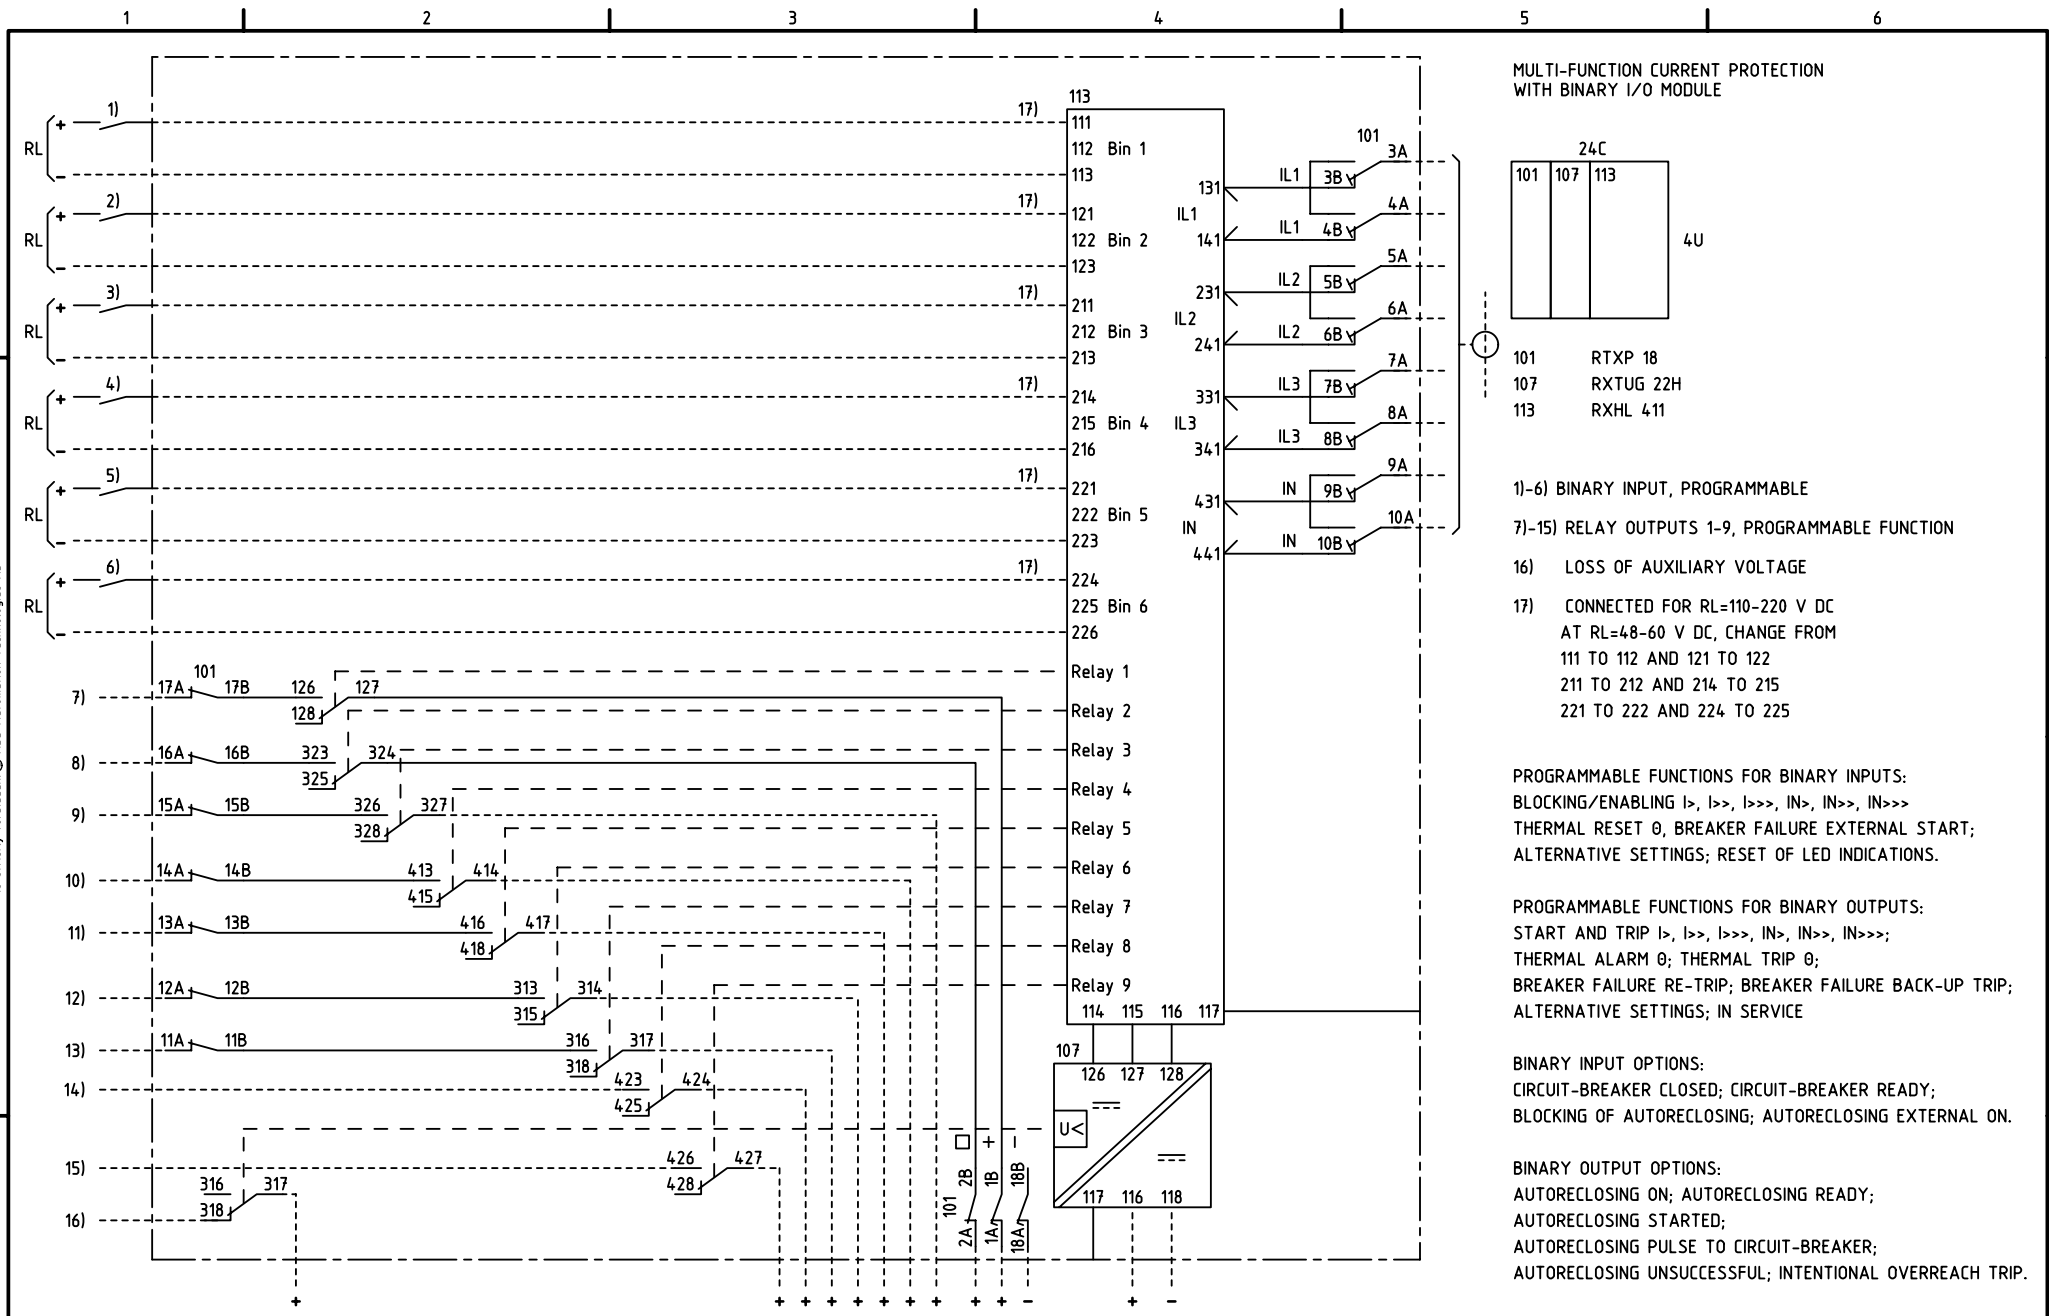 1 2 3 4 5 6
MULTI-FUNCTION CURRENT PROTECTION
WITH BINARY I/O MODULE
113
1) 17) 111
RL + -
112 Bin 1
113
2) 17) 121
RL + -
122 Bin 2
123
3) 17) 211
RL + -
212 Bin 3
213
4) 17) 214
RL + -
215 Bin 4
216
5) 17) 221
RL + -
222 Bin 5
223
6) 17) 224
RL + -
225 Bin 6
226
101
131 IL1 3B 3A
IL1
141 IL1 4B 4A
231 IL2 5B 5A
IL2
241 IL2 6B 6A
331 IL3 7B 7A
IL3
341 IL3 8B 8A
431 IN 9B 9A
IN
441 IN 10B 10A
24C
101 107 113
4U
101 RTXP 18
107 RXTUG 22H
113 RXHL 411
1)-6) BINARY INPUT, PROGRAMMABLE
7)-15) RELAY OUTPUTS 1-9, PROGRAMMABLE FUNCTION
16) LOSS OF AUXILIARY VOLTAGE
17) CONNECTED FOR RL=110-220 V DC
AT RL=48-60 V DC, CHANGE FROM
111 TO 112 AND 121 TO 122
211 TO 212 AND 214 TO 215
221 TO 222 AND 224 TO 225
PROGRAMMABLE FUNCTIONS FOR BINARY INPUTS:
BLOCKING/ENABLING I>, I>>, I>>>, IN>, IN>>, IN>>>
THERMAL RESET θ, BREAKER FAILURE EXTERNAL START;
ALTERNATIVE SETTINGS; RESET OF LED INDICATIONS.
PROGRAMMABLE FUNCTIONS FOR BINARY OUTPUTS:
START AND TRIP I>, I>>, I>>>, IN>, IN>>, IN>>>;
THERMAL ALARM θ; THERMAL TRIP θ;
BREAKER FAILURE RE-TRIP; BREAKER FAILURE BACK-UP TRIP;
ALTERNATIVE SETTINGS; IN SERVICE
BINARY INPUT OPTIONS:
CIRCUIT-BREAKER CLOSED; CIRCUIT-BREAKER READY;
BLOCKING OF AUTORECLOSING; AUTORECLOSING EXTERNAL ON.
BINARY OUTPUT OPTIONS:
AUTORECLOSING ON; AUTORECLOSING READY;
AUTORECLOSING STARTED;
AUTORECLOSING PULSE TO CIRCUIT-BREAKER;
AUTORECLOSING UNSUCCESSFUL; INTENTIONAL OVERREACH TRIP.
Relay 1
Relay 2
Relay 3
Relay 4
Relay 5
Relay 6
Relay 7
Relay 8
Relay 9
101
7) 17A 17B 126 127
128
8) 16A 16B 323 324
325
9) 15A 15B 326 327
328
10) 14A 14B 413 414
415
11) 13A 13B 416 417
418
12) 12A 12B 313 314
315
13) 11A 11B 316 317
318
14) 423 424
425
15) 426 427
428
316 317
16) 318
114 115 116 117
107
126 127 128
U<
117 116 118
+ -
101
2B 1B 18B
2A 1A 18A
+ + + + + + + + + + - + -